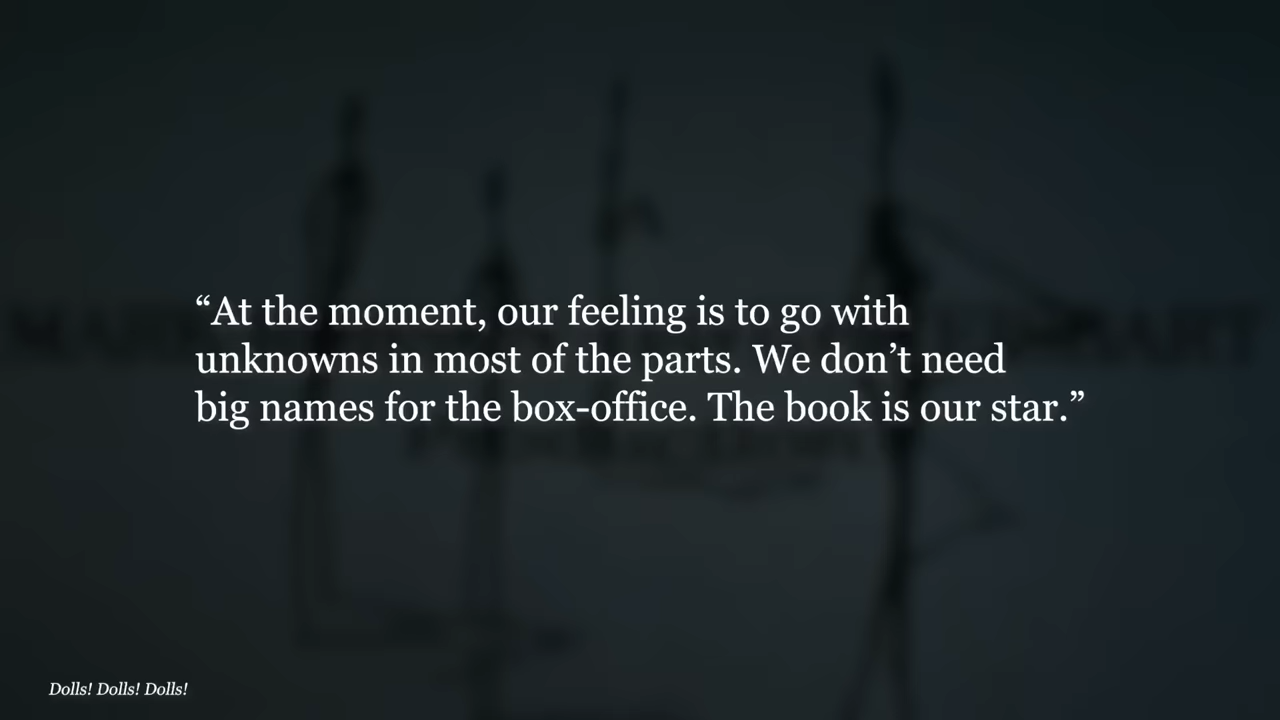 “At the moment, our feeling is to go with
unknowns in most of the parts. We don’t need
big names for the box-office. The book is our star.”
Dolls! Dolls! Dolls!